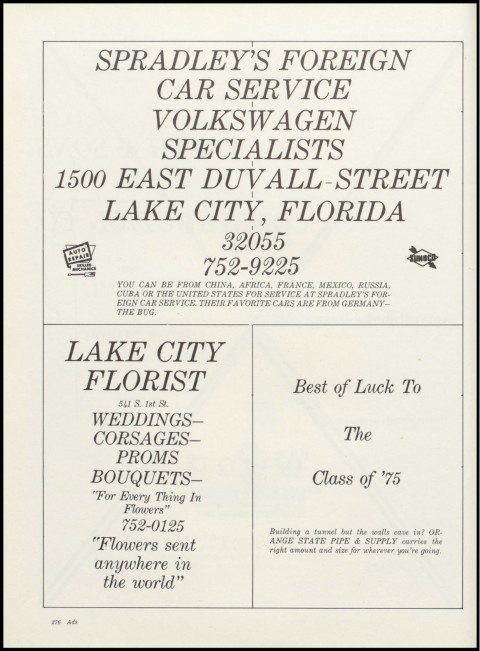 SPRADLEY'S FOREIGN
CAR SERVICE
VOLKSWAGEN
SPECIALISTS
1500 EAST DUVALL-STREET
LAKE CITY, FLORIDA
32055
752-9225
AUTO
REPAIR
SKILLED
MECHANICS
SUNOCO
YOU CAN BE FROM CHINA, AFRICA, FRANCE, MEXICO, RUSSIA,
CUBA OR THE UNITED STATES FOR SERVICE AT SPRADLEY'S FOR-
EIGN CAR SERVICE. THEIR FAVORITE CARS ARE FROM GERMANY—
THE BUG.
LAKE CITY
FLORIST
541 S. 1st St.
WEDDINGS—
CORSAGES—
PROMS
BOUQUETS—
"For Every Thing In
Flowers"
752-0125
"Flowers sent
anywhere in
the world"
Best of Luck To
The
Class of '75
Building a tunnel but the walls cave in? OR-
ANGE STATE PIPE & SUPPLY carries the
right amount and size for wherever you're going.
276 Ads